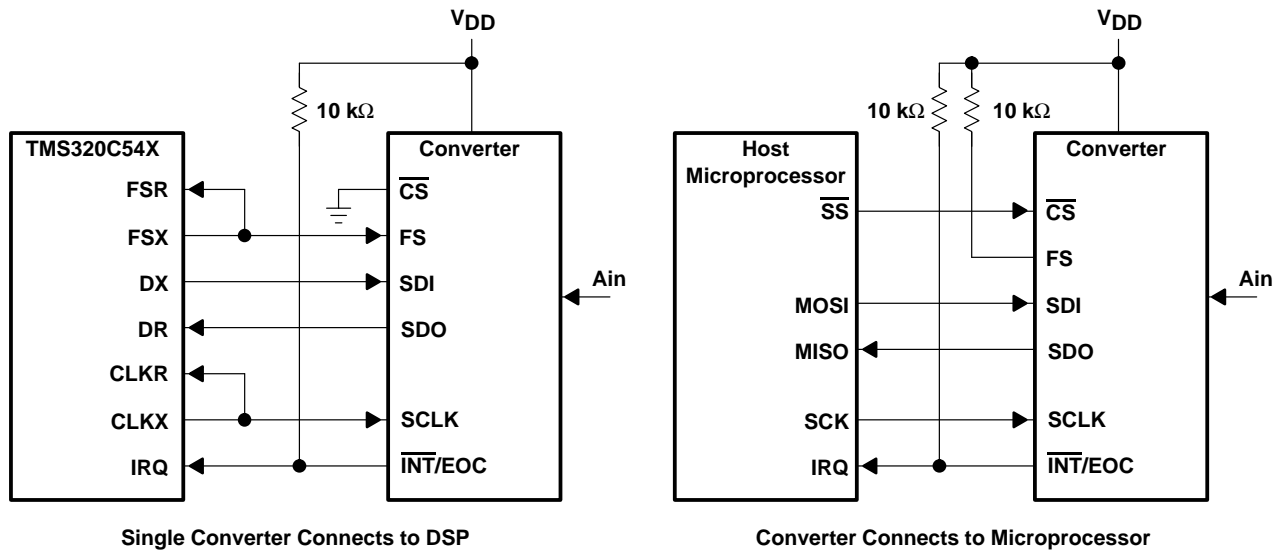 VDD
10 kΩ
TMS320C54X
FSR
FSX
DX
DR
CLKR
CLKX
IRQ
Converter
CS
FS
SDI
SDO
SCLK
INT/EOC
Ain
Single Converter Connects to DSP
VDD
10 kΩ
10 kΩ
Host
Microprocessor
SS
MOSI
MISO
SCK
IRQ
Converter
CS
FS
SDI
SDO
SCLK
INT/EOC
Ain
Converter Connects to Microprocessor